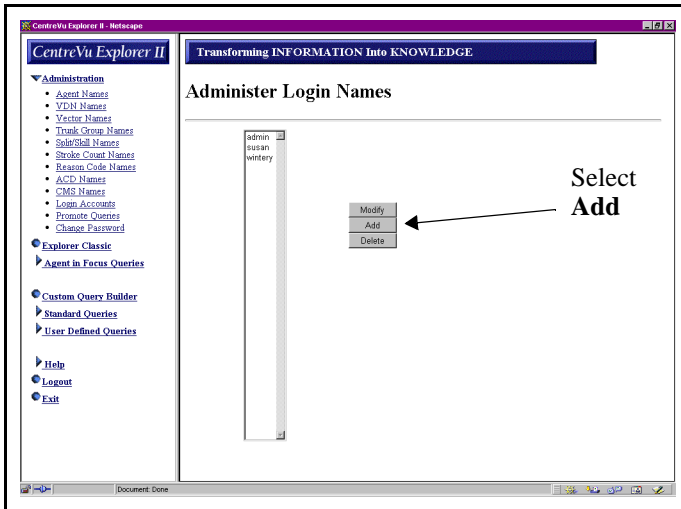 CentreVu Explorer II - Netscape
CentreVu Explorer II
Administration
Agent Names
VDN Names
Vector Names
Trunk Group Names
Split/Skill Names
Stroke Count Names
Reason Code Names
ACD Names
CMS Names
Login Accounts
Promote Queries
Change Password
Explorer Classic
Agent in Focus Queries
Custom Query Builder
Standard Queries
User Defined Queries
Help
Logout
Exit
Transforming INFORMATION Into KNOWLEDGE
Administer Login Names
admin
susan
wintery
Modify
Add
Delete
Select
Add
Document: Done